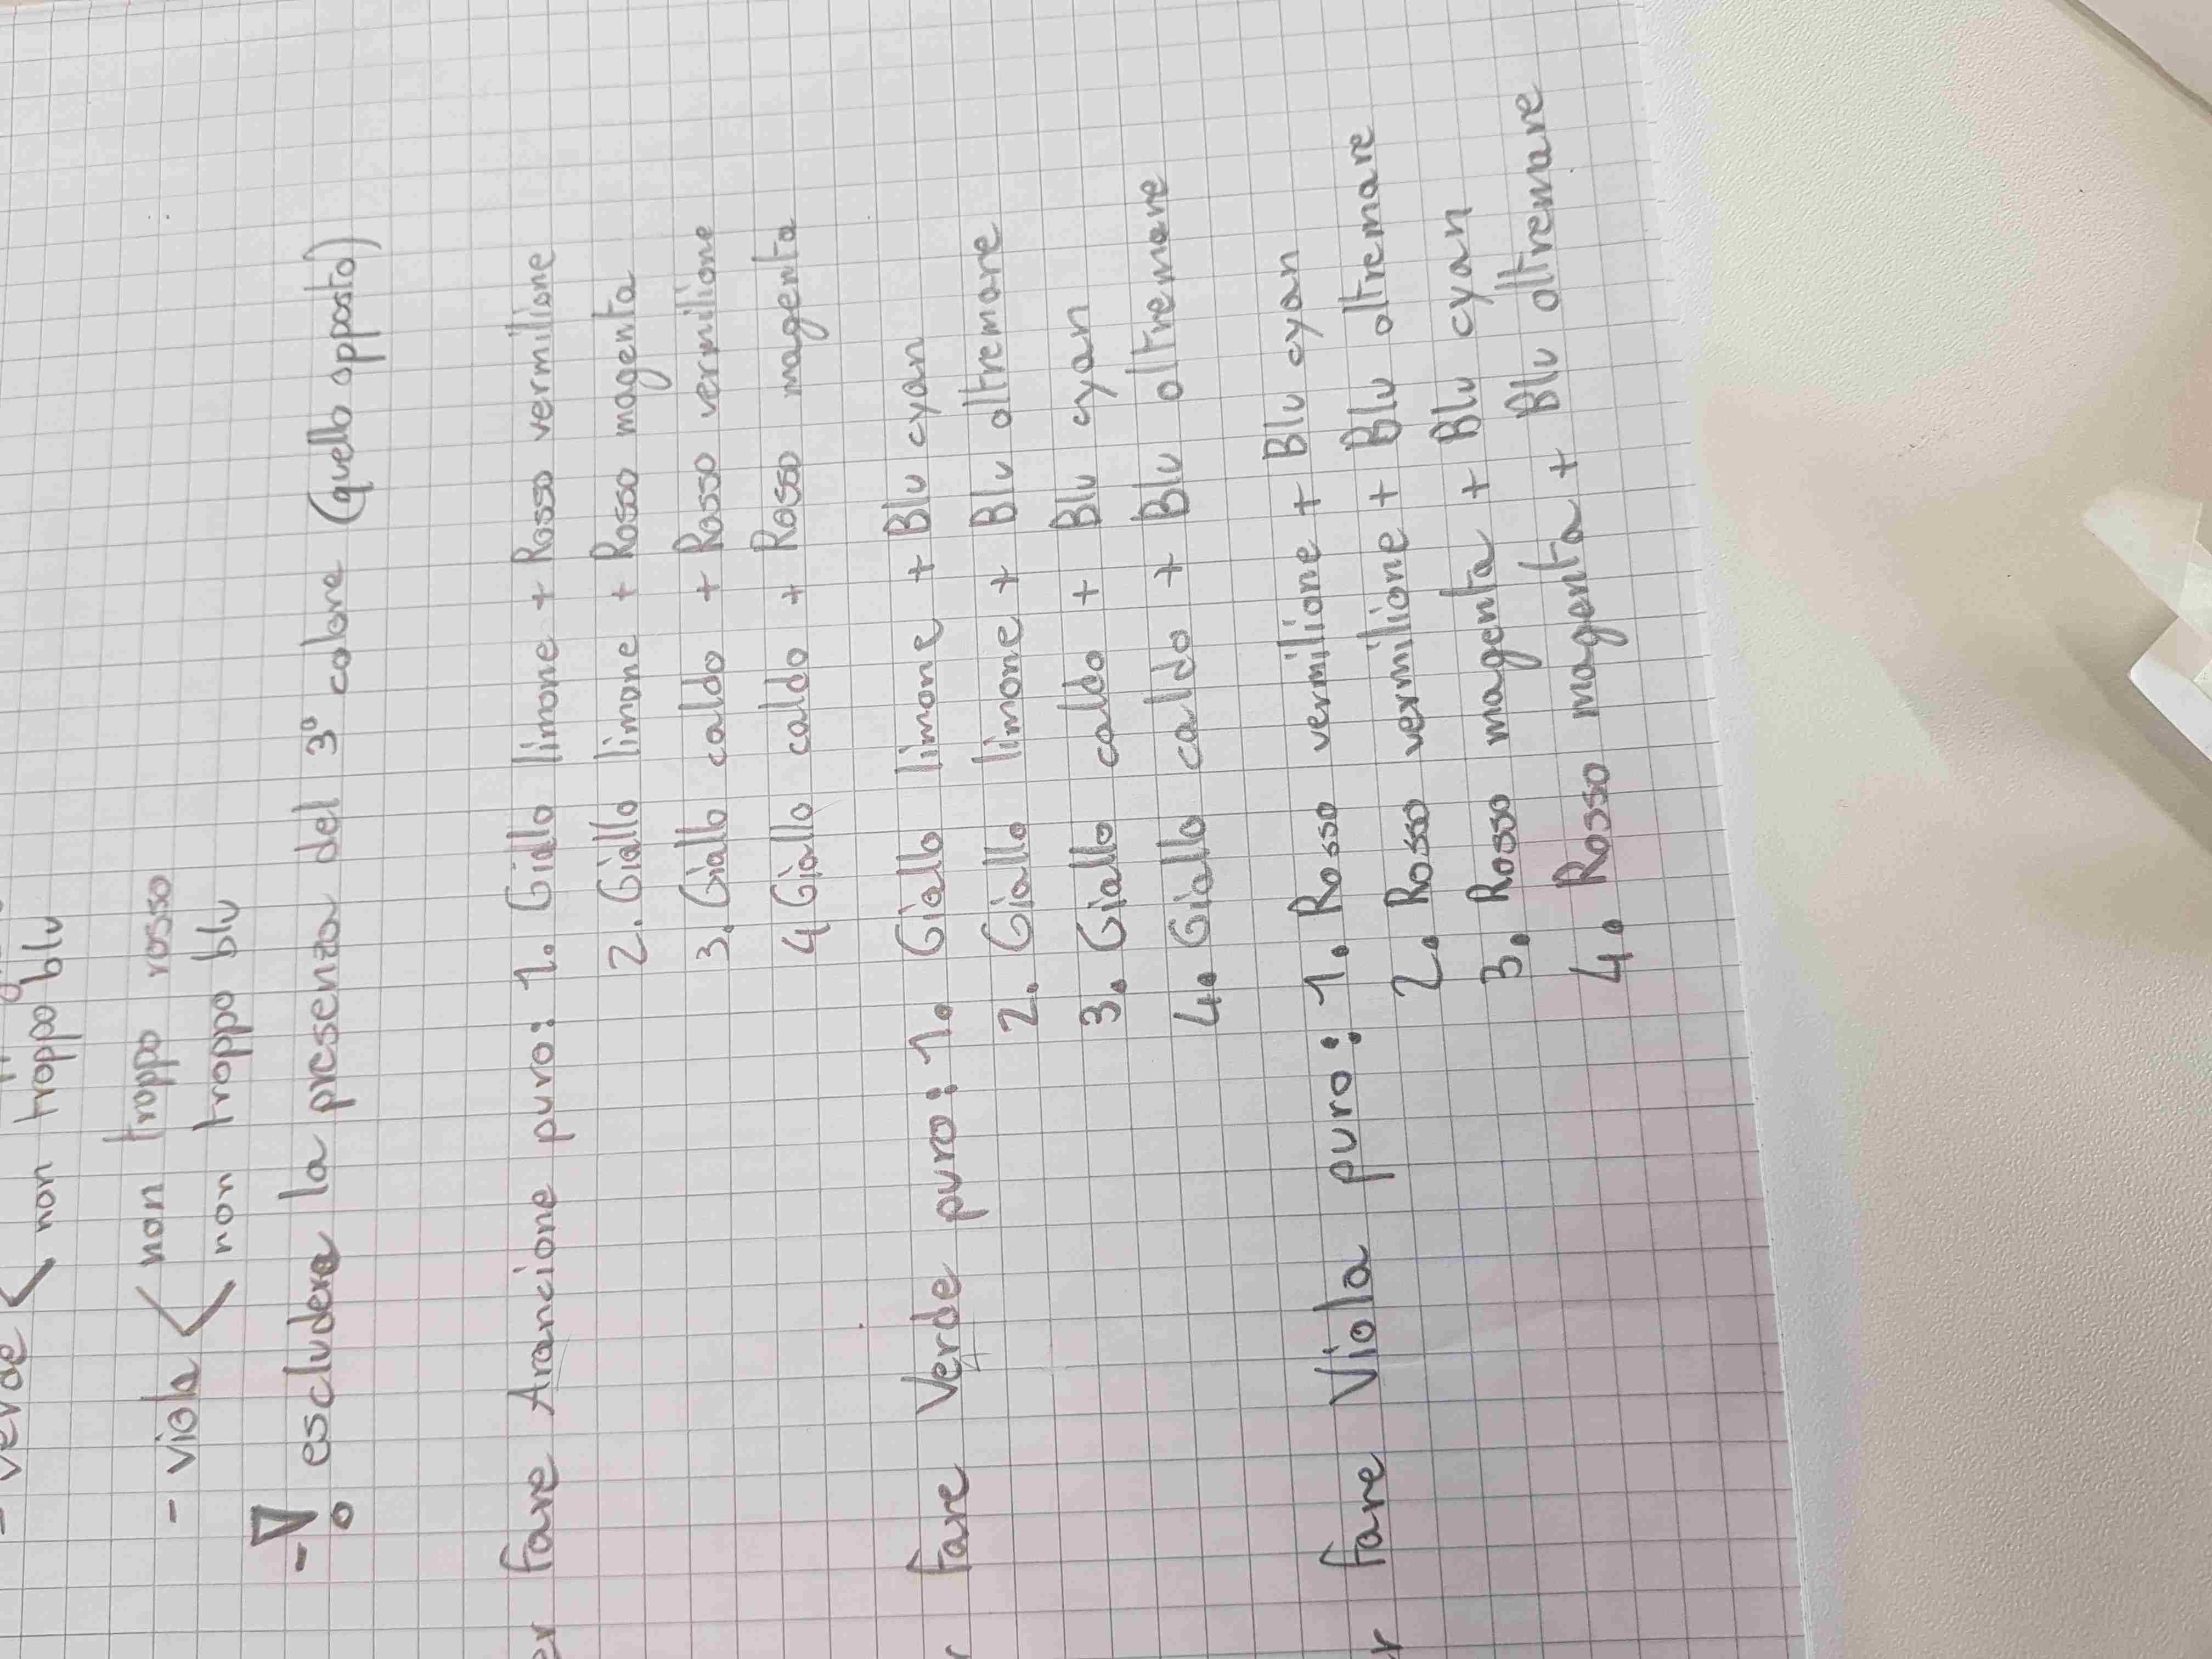 - verde < non troppo blu
- viola < non troppo rosso
non troppo blu
- ! escludere la presenza del 3° colore (quello opposto)
er fare Arancione puro: 1. Giallo limone + Rosso vermilione
2. Giallo limone + Rosso magenta
3. Giallo caldo + Rosso vermilione
4 Giallo caldo + Rosso magenta
r fare Verde puro: 1. Giallo limone + Blu cyan
2. Giallo limone + Blu oltremare
3. Giallo caldo + Blu cyan
4. Giallo caldo + Blu oltremare
r fare Viola puro: 1. Rosso vermilione + Blu cyan
2. Rosso vermilione + Blu oltremare
3. Rosso magenta + Blu cyan
4. Rosso magenta + Blu oltremare